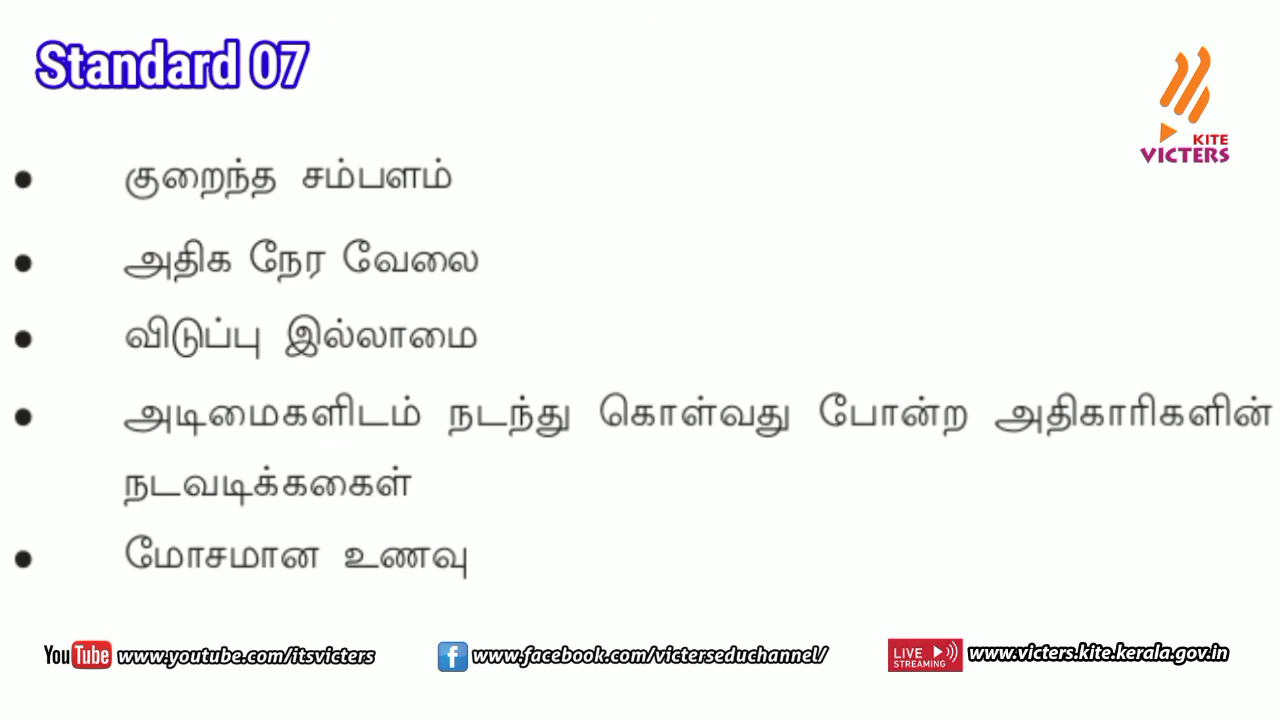 Standard 07
KITE
VICTERS
• குறைந்த சம்பளம்
• அதிக நேர வேலை
• விடுப்பு இல்லாமை
• அடிமைகளிடம் நடந்து கொள்வது போன்ற அதிகாரிகளின்
நடவடிக்ககைள்
• மோசமான உணவு
YouTube www.youtube.com/itsvicters
f www.facebook.com/victerseduchannel/
LIVE STREAMING www.victers.kite.kerala.gov.in